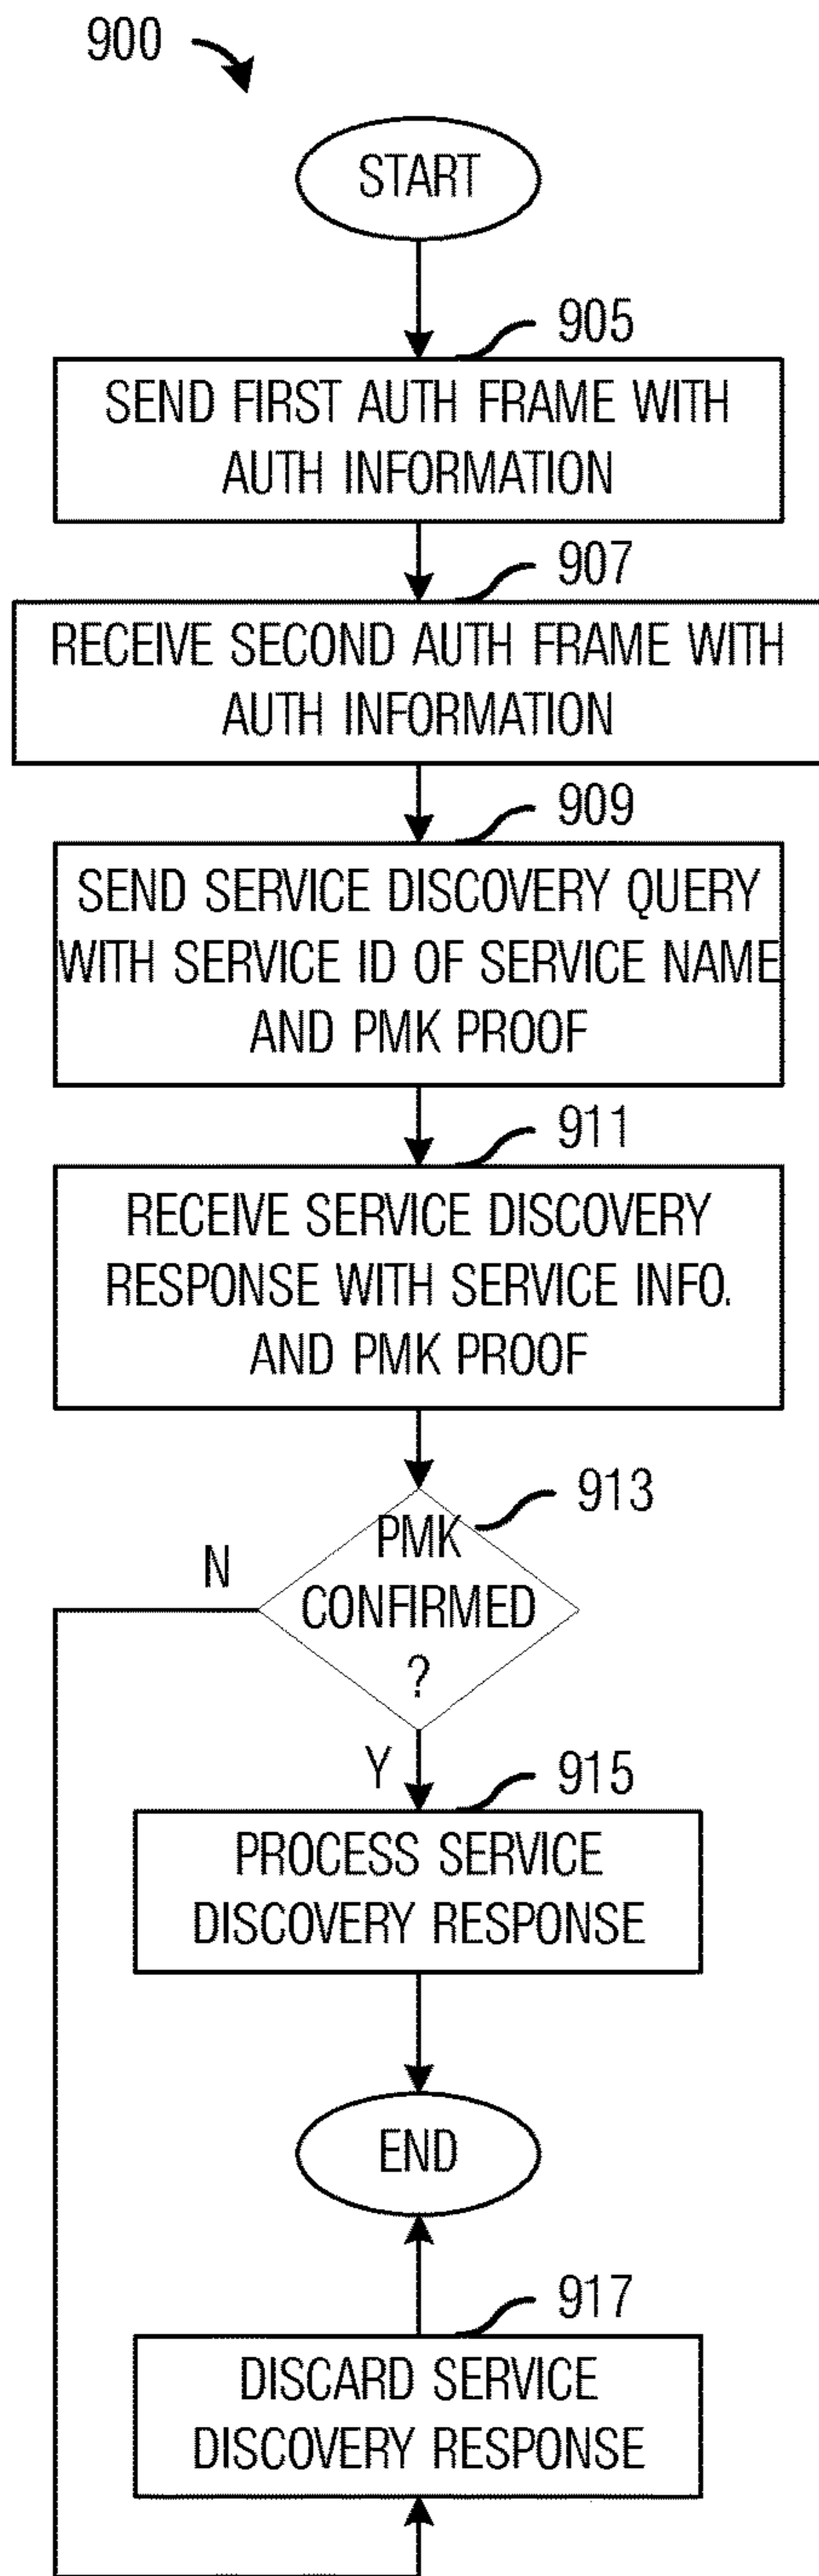 900
START
905
SEND FIRST AUTH FRAME WITH
AUTH INFORMATION
907
RECEIVE SECOND AUTH FRAME WITH
AUTH INFORMATION
909
SEND SERVICE DISCOVERY QUERY
WITH SERVICE ID OF SERVICE NAME
AND PMK PROOF
911
RECEIVE SERVICE DISCOVERY
RESPONSE WITH SERVICE INFO.
AND PMK PROOF
913
PMK
CONFIRMED
?
N
Y
915
PROCESS SERVICE
DISCOVERY RESPONSE
END
917
DISCARD SERVICE
DISCOVERY RESPONSE